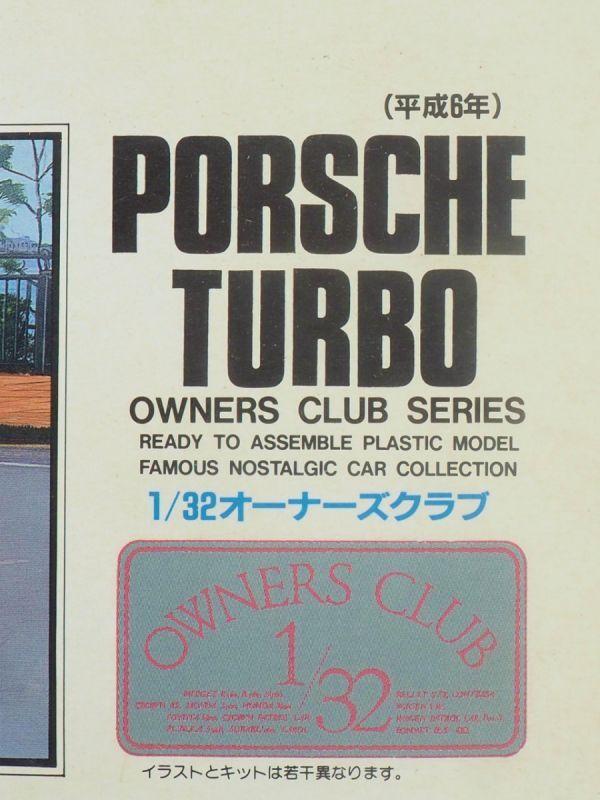 (平成6年)
PORSCHE
TURBO
OWNERS CLUB SERIES
READY TO ASSEMBLE PLASTIC MODEL
FAMOUS NOSTALGIC CAR COLLECTION
1/32オーナーズクラブ
OWNERS CLUB
1/32
イラストとキットは若干異なります。